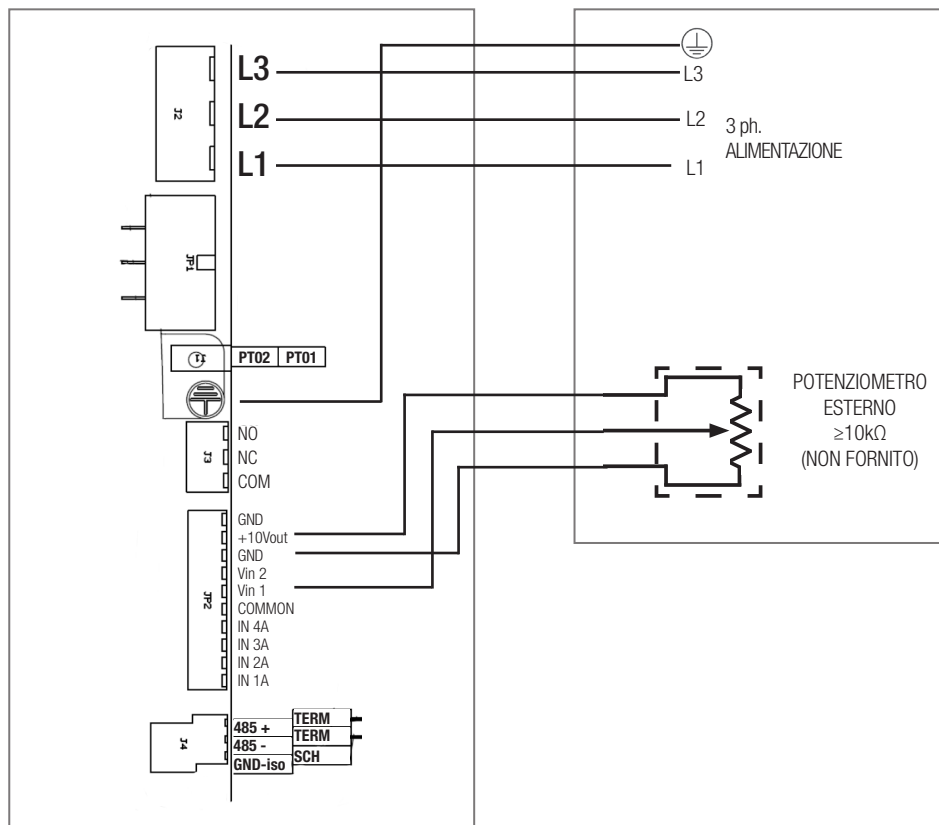 L3
L3
J2
L2
L2
3 ph.
ALIMENTAZIONE
L1
L1
JP1
J1
PT02 PT01
POTENZIOMETRO
ESTERNO
≥10kΩ
(NON FORNITO)
J3
NO
NC
COM
JP2
GND
+10Vout
GND
Vin 2
Vin 1
COMMON
IN 4A
IN 3A
IN 2A
IN 1A
J4
485 + TERM
485 - TERM
GND-iso SCH